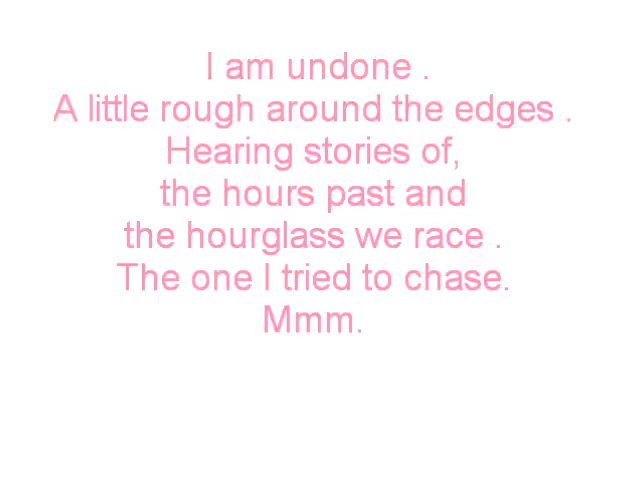 I am undone .
A little rough around the edges .
Hearing stories of,
the hours past and
the hourglass we race .
The one I tried to chase.
Mmm.